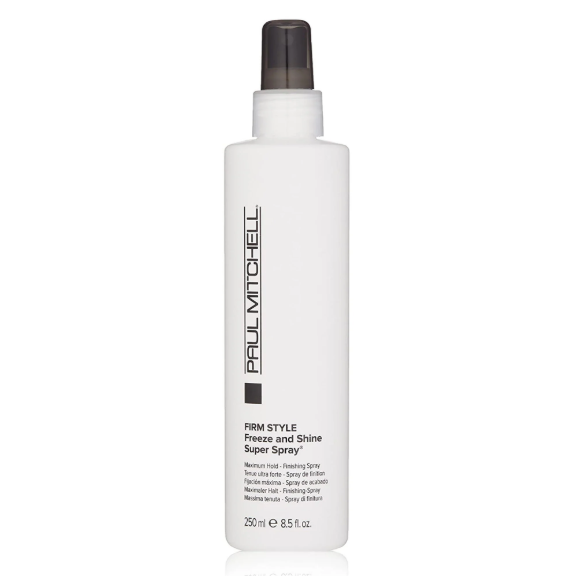 PAUL MITCHELL®
FIRM STYLE
Freeze and Shine
Super Spray®
Maximum Hold - Finishing Spray
Tenue ultra forte - Spray de finition
Fijación máxima - Spray de acabado
Maximaler Halt - Finishing-Spray
Massima tenuta - Spray di finitura
250 ml ℮ 8.5 fl. oz.